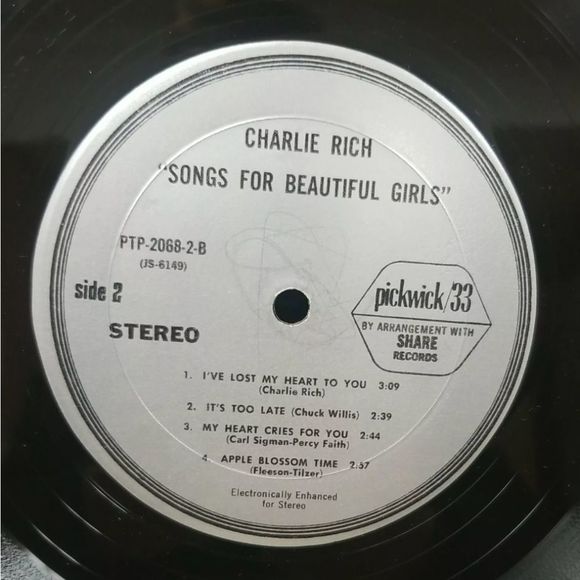 CHARLIE RICH
"SONGS FOR BEAUTIFUL GIRLS"
PTP-2068-2-B
(JS-6149)
side 2
STEREO
pickwick/33
BY ARRANGEMENT WITH
SHARE
RECORDS
1. I'VE LOST MY HEART TO YOU 3:09
(Charlie Rich)
2. IT'S TOO LATE (Chuck Willis) 2:39
3. MY HEART CRIES FOR YOU 2:44
(Carl Sigman-Percy Faith)
4. APPLE BLOSSOM TIME 2:37
(Fleeson-Tilzer)
Electronically Enhanced
for Stereo